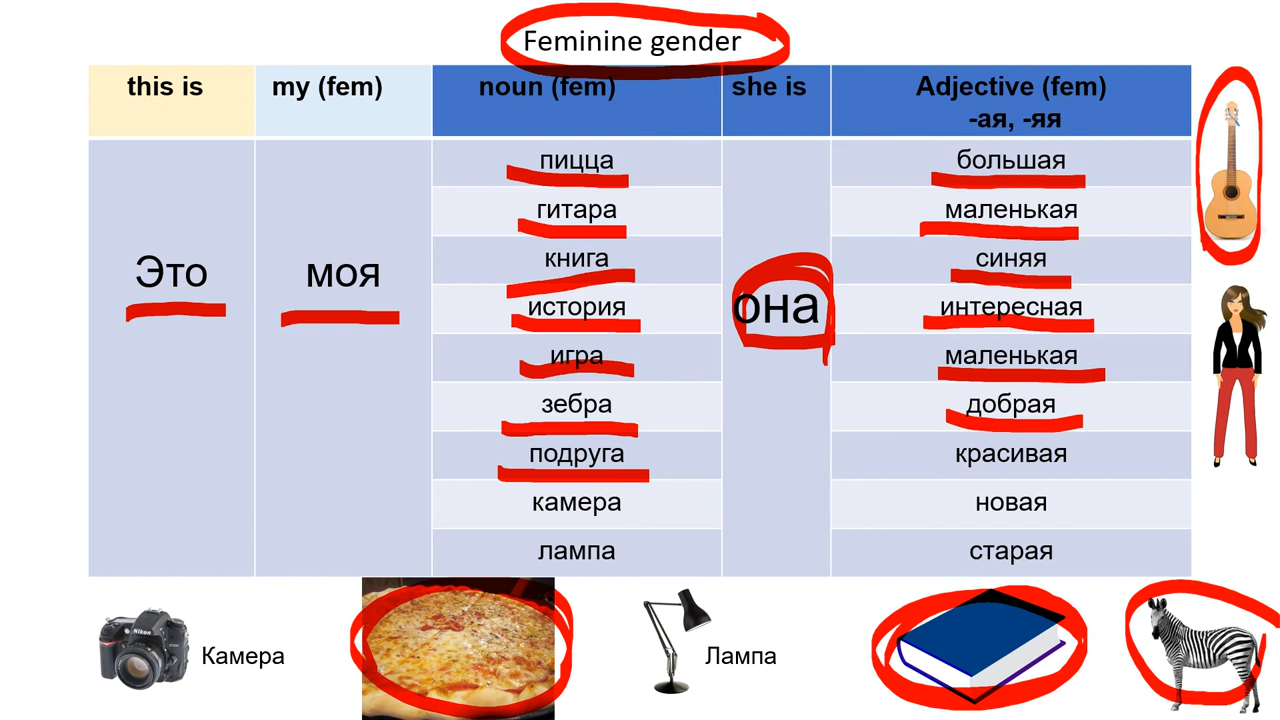 Feminine gender
this is my (fem) noun (fem) she is Adjective (fem)
-ая, -яя
пицца большая
гитара маленькая
книга синяя
Это моя история она интересная
игра маленькая
зебра добрая
подруга красивая
камера новая
лампа старая
Nikon
Камера
Лампа